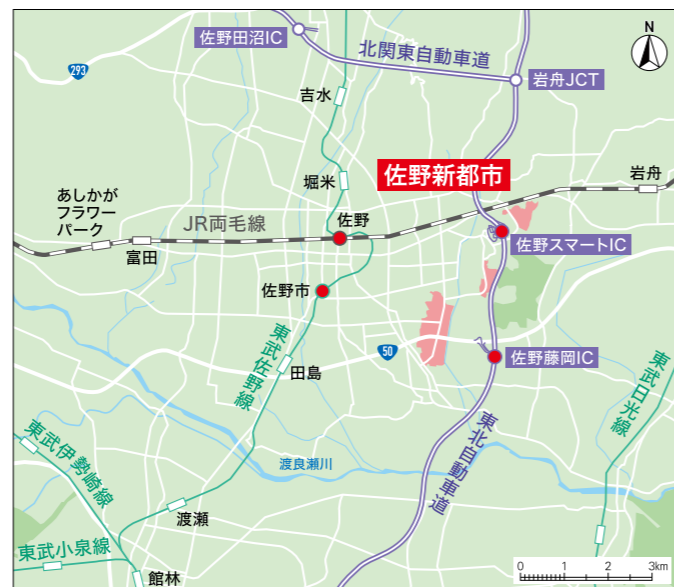 佐野田沼IC
北関東自動車道
N
293
吉水
岩舟JCT
堀米
佐野新都市
岩舟
あしかが
フラワー
パーク
JR両毛線
佐野
富田
佐野スマートIC
佐野市
東武佐野線
50
田島
佐野藤岡IC
東武日光線
東北自動車道
東武伊勢崎線
渡良瀬川
渡瀬
東武小泉線
館林
0 1 2 3km